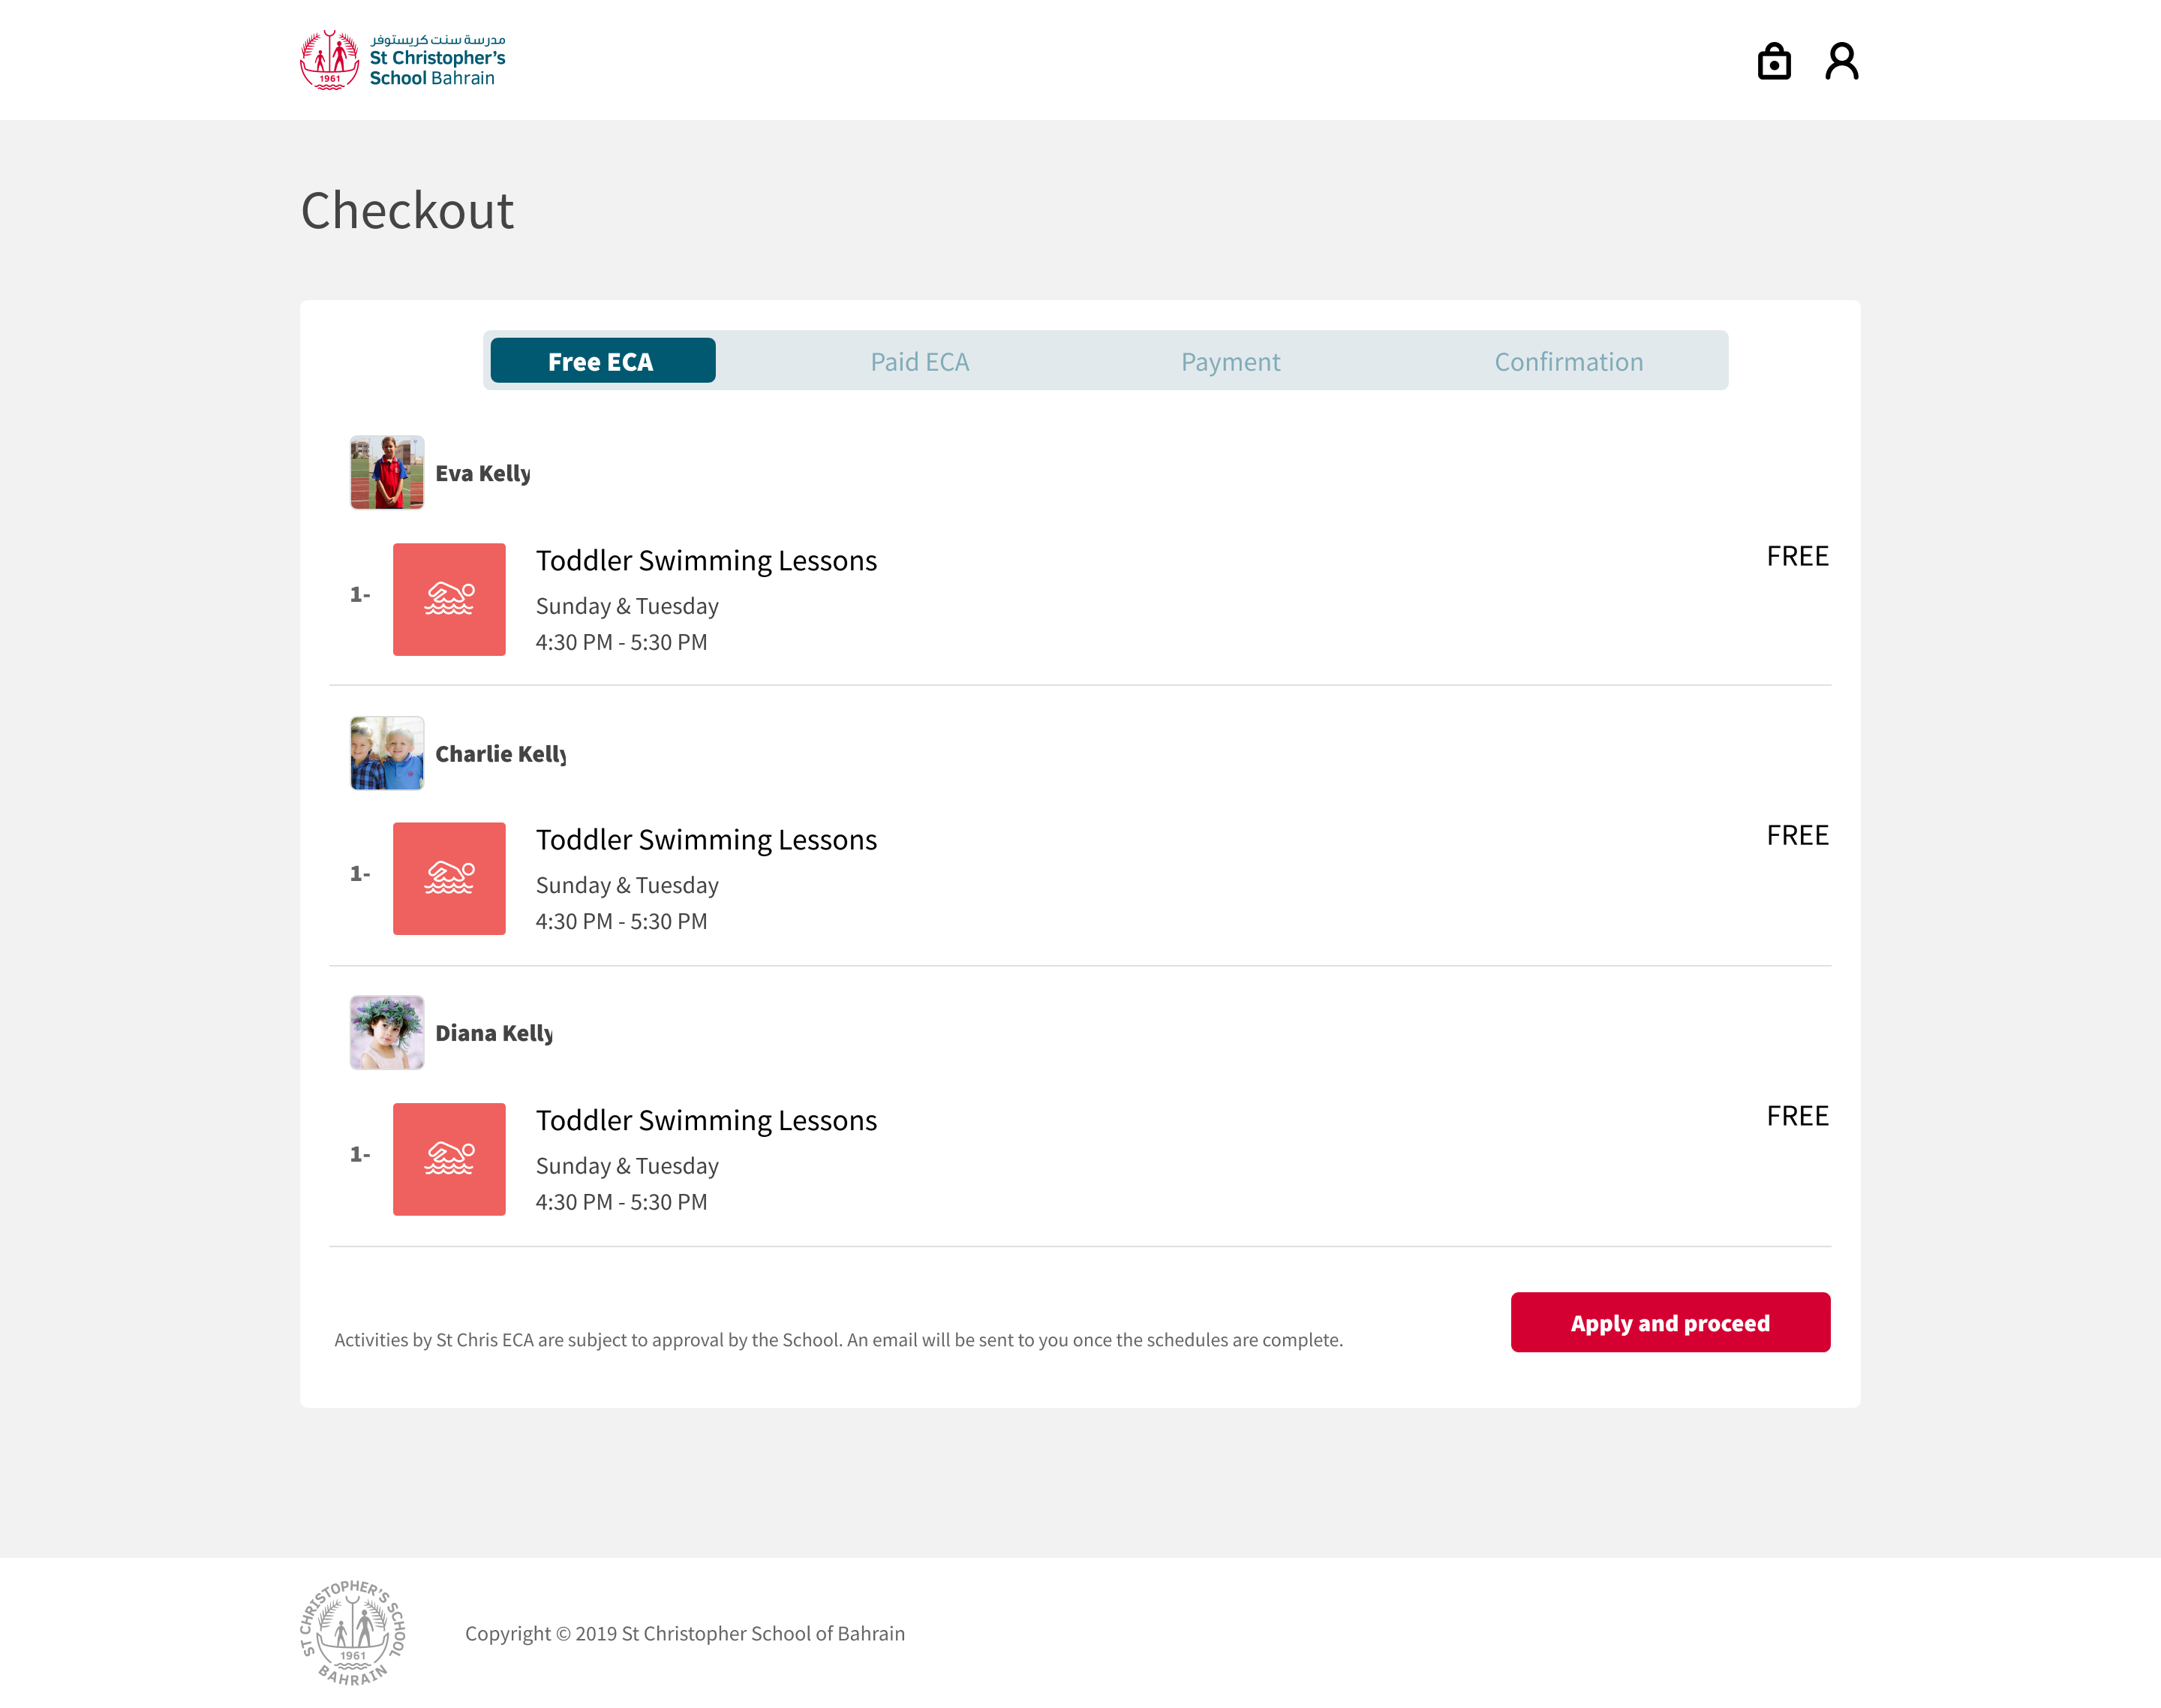 مدرسة سنت كريستوفر
St Christopher's
School Bahrain
1961
Checkout
Free ECA
Paid ECA
Payment
Confirmation
Eva Kelly
1-
Toddler Swimming Lessons
FREE
Sunday & Tuesday
4:30 PM - 5:30 PM
Charlie Kelly
1-
Toddler Swimming Lessons
FREE
Sunday & Tuesday
4:30 PM - 5:30 PM
Diana Kelly
1-
Toddler Swimming Lessons
FREE
Sunday & Tuesday
4:30 PM - 5:30 PM
Apply and proceed
Activities by St Chris ECA are subject to approval by the School. An email will be sent to you once the schedules are complete.
ST CHRISTOPHER'S SCHOOL
1961
BAHRAIN
Copyright © 2019 St Christopher School of Bahrain